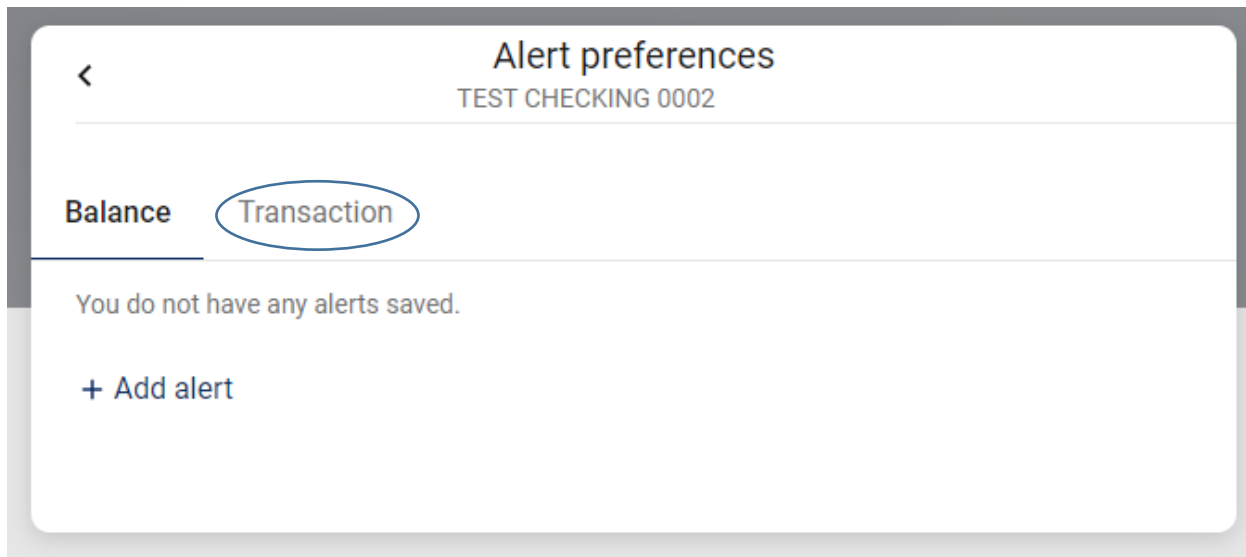 Alert preferences
TEST CHECKING 0002
Balance Transaction
You do not have any alerts saved.
+ Add alert